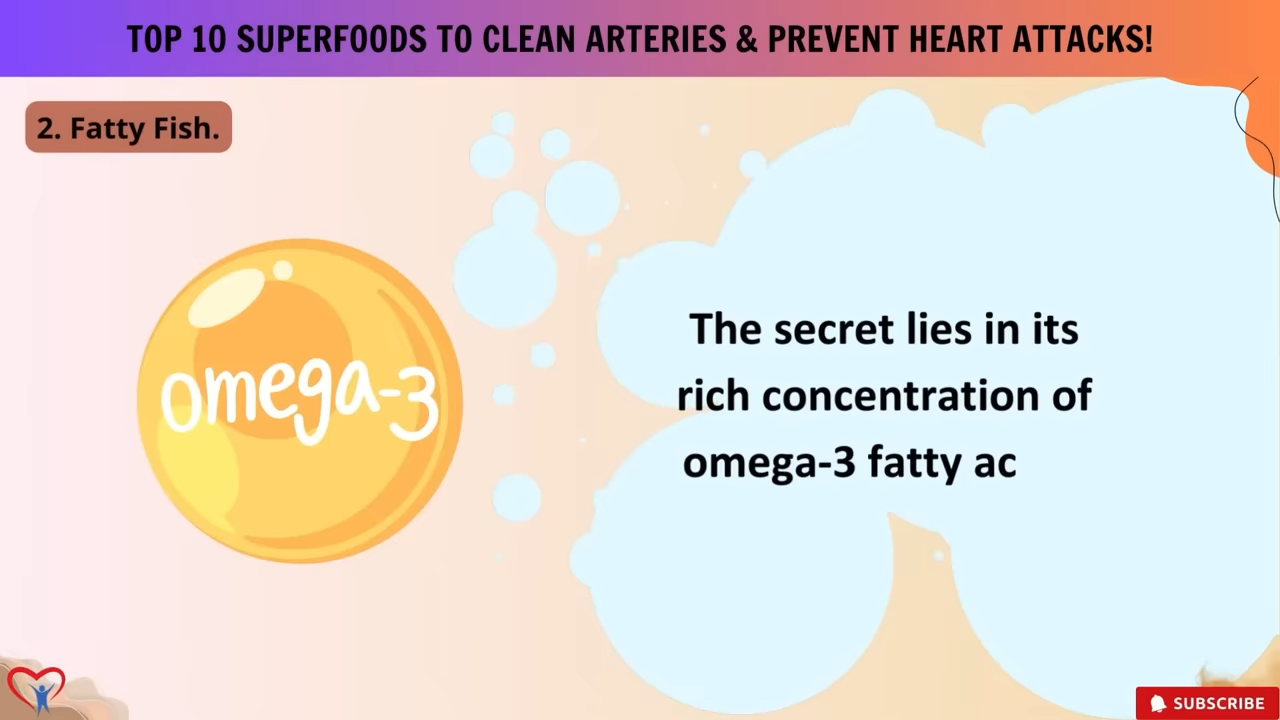 TOP 10 SUPERFOODS TO CLEAN ARTERIES & PREVENT HEART ATTACKS!
2. Fatty Fish.
omega-3
The secret lies in its
rich concentration of
omega-3 fatty ac
SUBSCRIBE